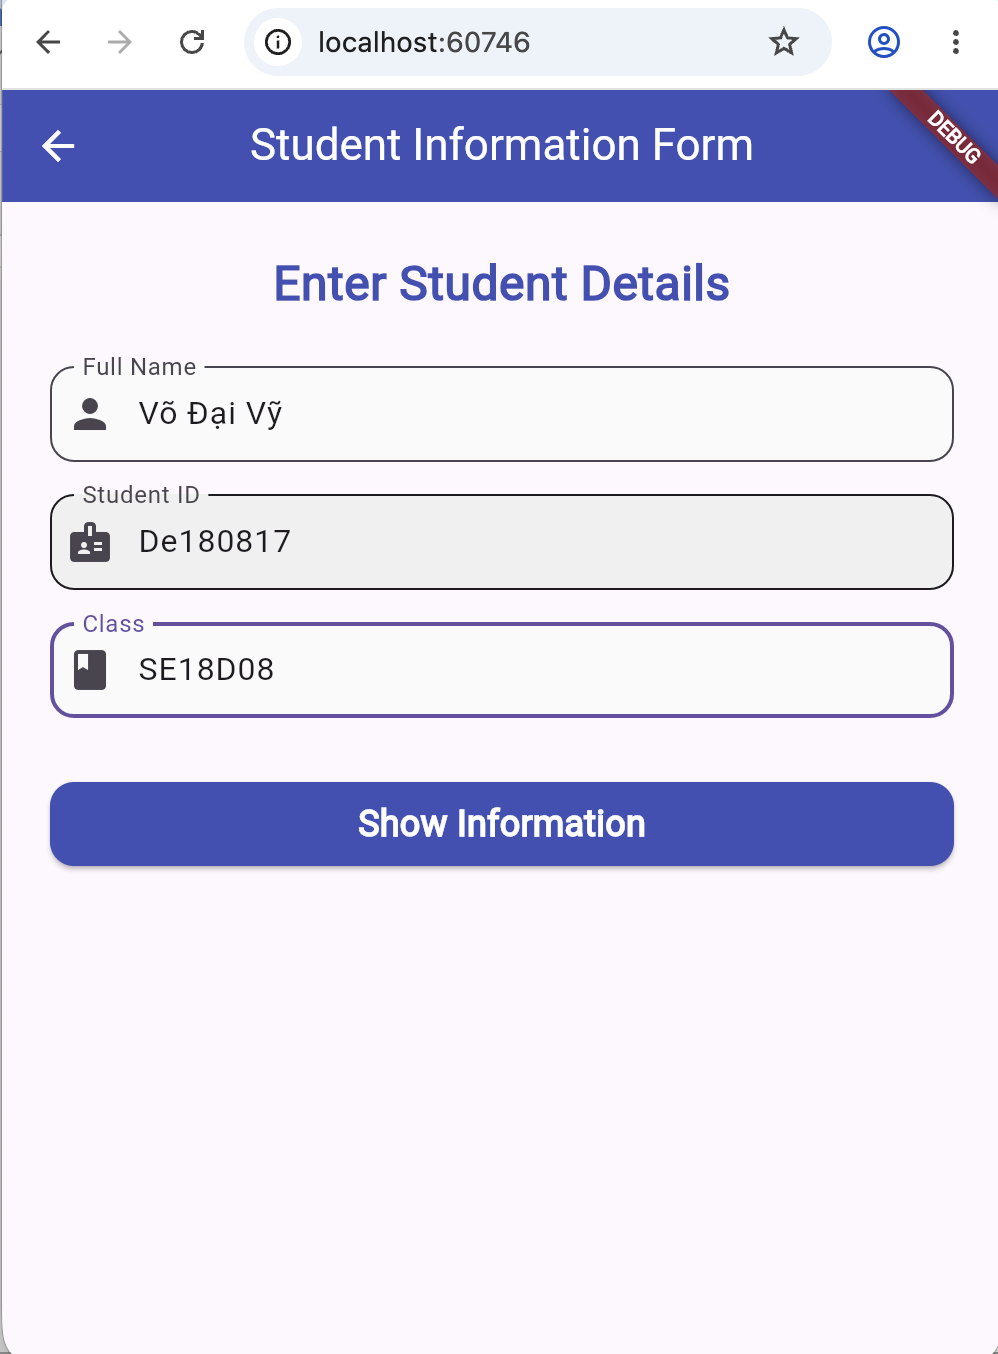 localhost:60746
Student Information Form
DEBUG
Enter Student Details
Full Name
Võ Đại Vỹ
Student ID
De180817
Class
SE18D08
Show Information